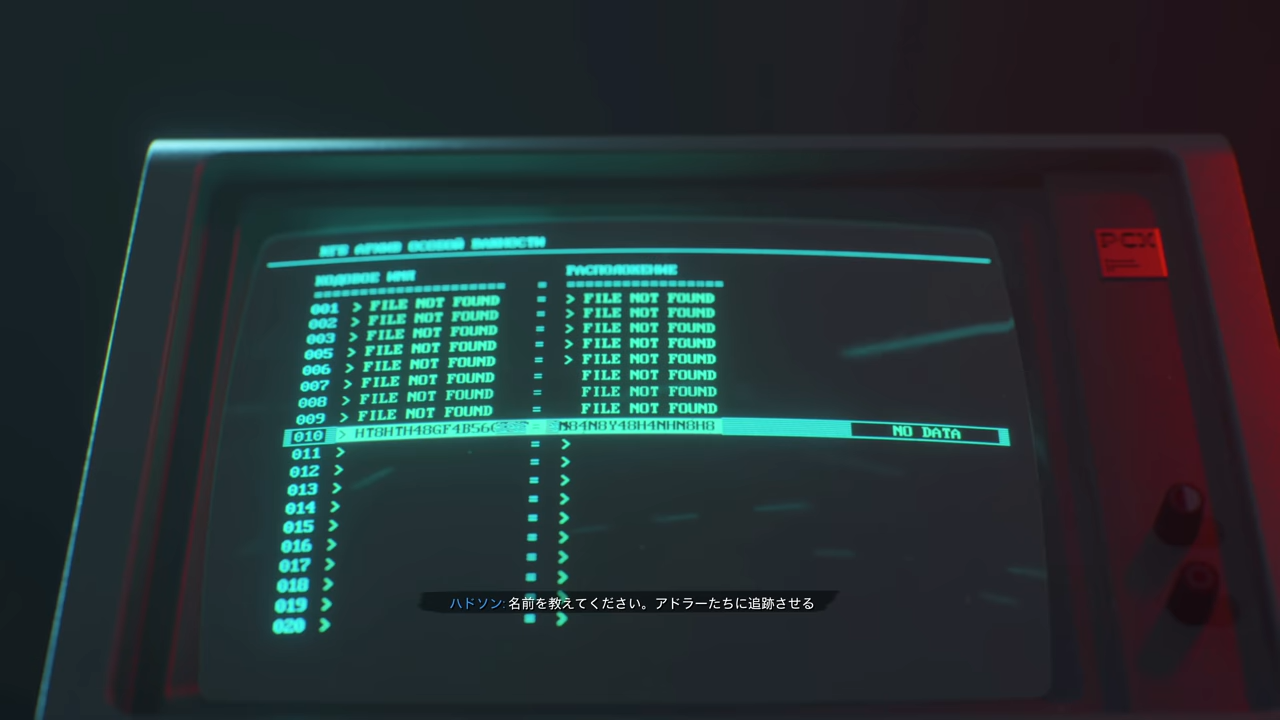 КГБ АРХИВ ОСОБОЙ ВАЖНОСТИ
КОДОВОЕ ИМЯ = РАСПОЛОЖЕНИЕ
001 > FILE NOT FOUND = > FILE NOT FOUND
002 > FILE NOT FOUND = > FILE NOT FOUND
003 > FILE NOT FOUND = > FILE NOT FOUND
005 > FILE NOT FOUND = > FILE NOT FOUND
006 > FILE NOT FOUND = > FILE NOT FOUND
007 > FILE NOT FOUND = FILE NOT FOUND
008 > FILE NOT FOUND = FILE NOT FOUND
009 > FILE NOT FOUND = FILE NOT FOUND
010 > HT8HTH48GF4B56 = N84N8Y48H4NHN8H8 NO DATA
011 > = >
012 > = >
013 > = >
014 > = >
015 > = >
016 > = >
017 > = >
018 > = >
019 > = >
020 > = >
PCX
ハドソン: 名前を教えてください。アドラーたちに追跡させる